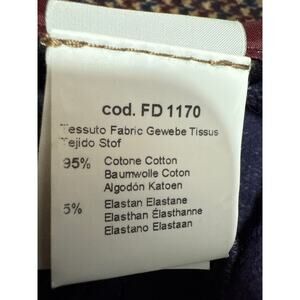 cod. FD 1170
Tessuto Fabric Gewebe Tissus
Tejido Stof
95% Cotone Cotton
Baumwolle Coton
Algodón Katoen
5% Elastan Elastane
Elasthan Élasthanne
Elastano Elastaan